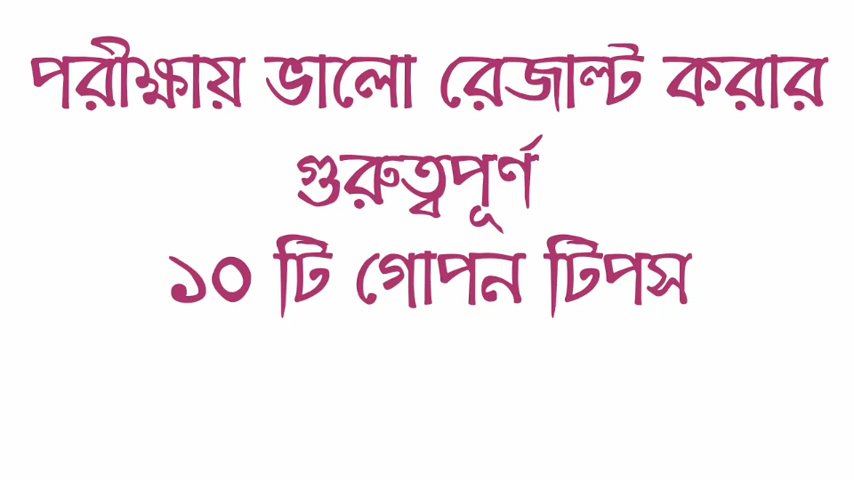 পরীক্ষায় ভালো রেজাল্ট করার
গুরুত্বপূর্ণ
১০ টি গোপন টিপস